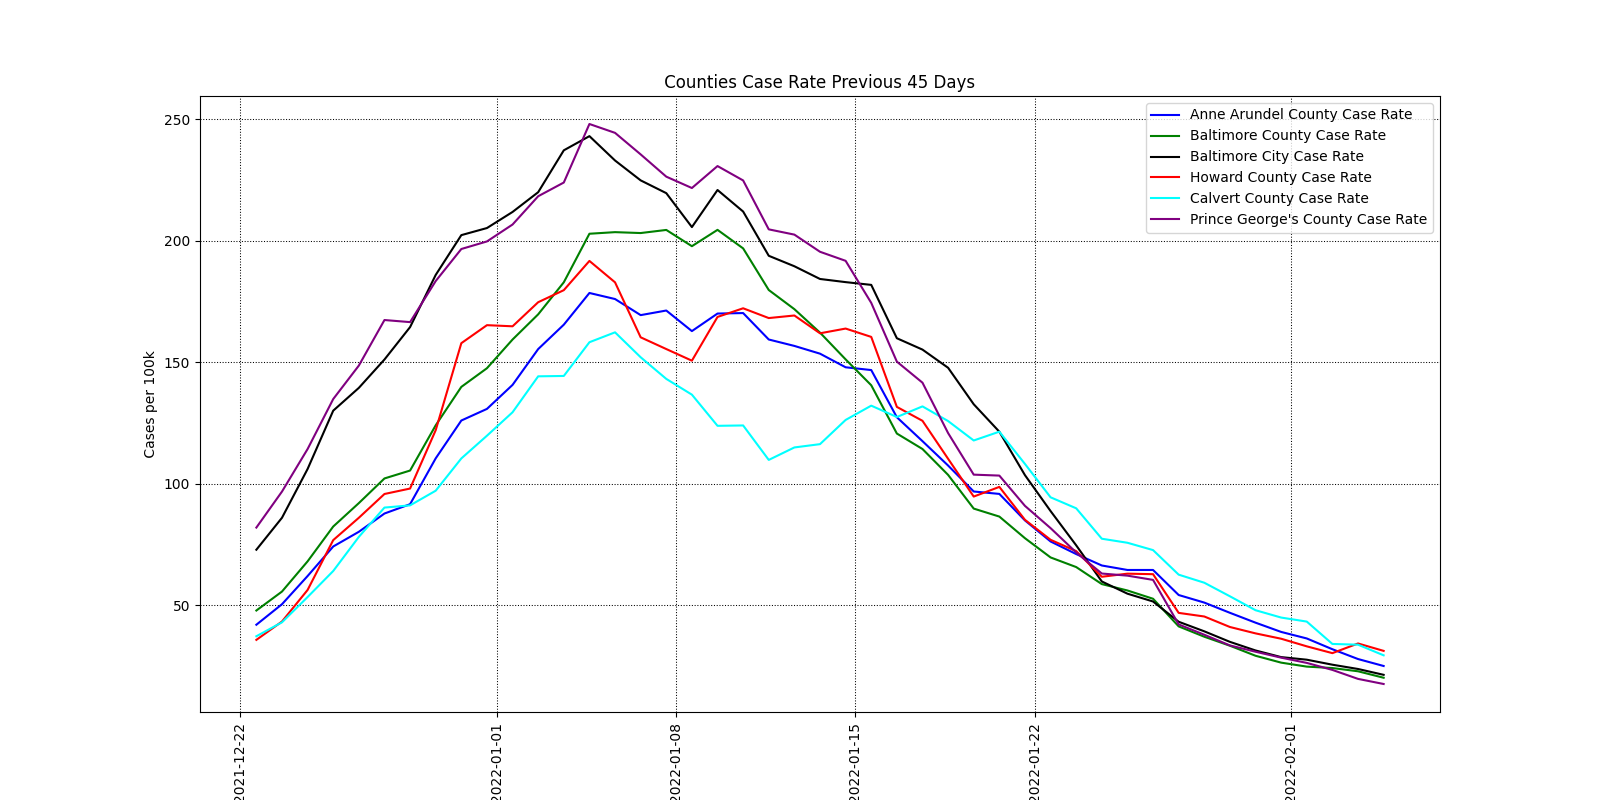 Counties Case Rate Previous 45 Days
Anne Arundel County Case Rate
Baltimore County Case Rate
Baltimore City Case Rate
Howard County Case Rate
Calvert County Case Rate
Prince George's County Case Rate
Cases per 100k
250
200
150
100
50
2021-12-22
2022-01-01
2022-01-08
2022-01-15
2022-01-22
2022-02-01